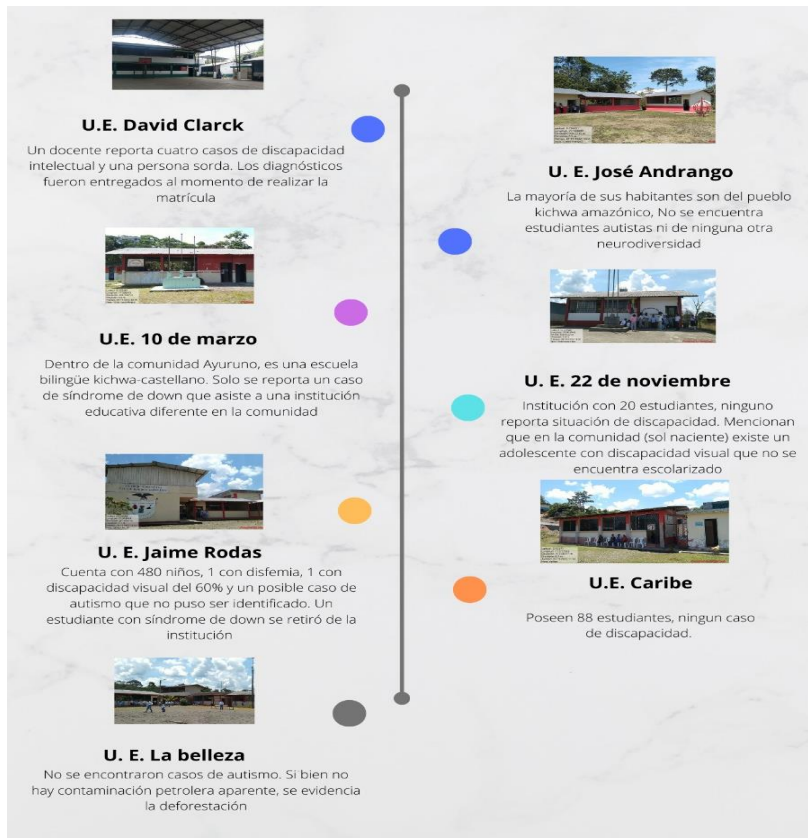 U.E. David Clarck
Un docente reporta cuatro casos de discapacidad
intelectual y una persona sorda. Los diagnósticos
fueron entregados al momento de realizar la
matrícula
U. E. José Andrango
La mayoría de sus habitantes son del pueblo
kichwa amazónico, No se encuentra
estudiantes autistas ni de ninguna otra
neurodiversidad
U.E. 10 de marzo
Dentro de la comunidad Ayuruno, es una escuela
bilingüe kichwa-castellano. Solo se reporta un caso
de síndrome de down que asiste a una institución
educativa diferente en la comunidad
U. E. 22 de noviembre
Institución con 20 estudiantes, ninguno
reporta situación de discapacidad. Mencionan
que en la comunidad (sol naciente) existe un
adolescente con discapacidad visual que no se
encuentra escolarizado
U. E. Jaime Rodas
Cuenta con 480 niños, 1 con disfemia, 1 con
discapacidad visual del 60% y un posible caso de
autismo que no puso ser identificado. Un
estudiante con síndrome de down se retiró de la
institución
U.E. Caribe
Poseen 88 estudiantes, ningun caso
de discapacidad.
U. E. La belleza
No se encontraron casos de autismo. Si bien no
hay contaminación petrolera aparente, se evidencia
la deforestación